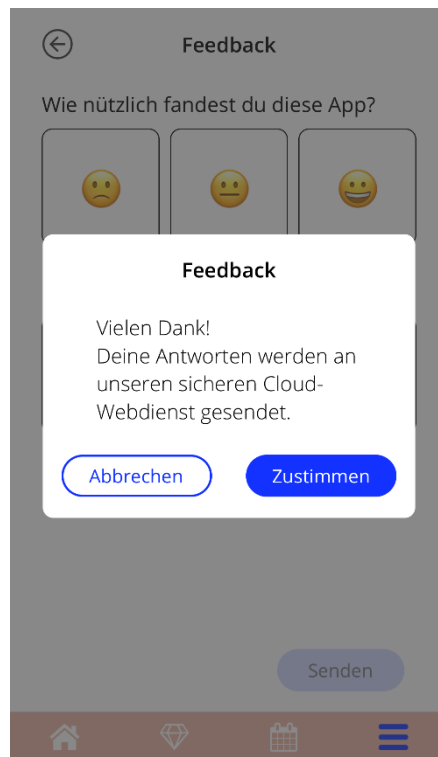 Feedback
Wie nützlich fandest du diese App?
Feedback
Vielen Dank!
Deine Antworten werden an
unseren sicheren Cloud-
Webdienst gesendet.
Abbrechen
Zustimmen
Senden